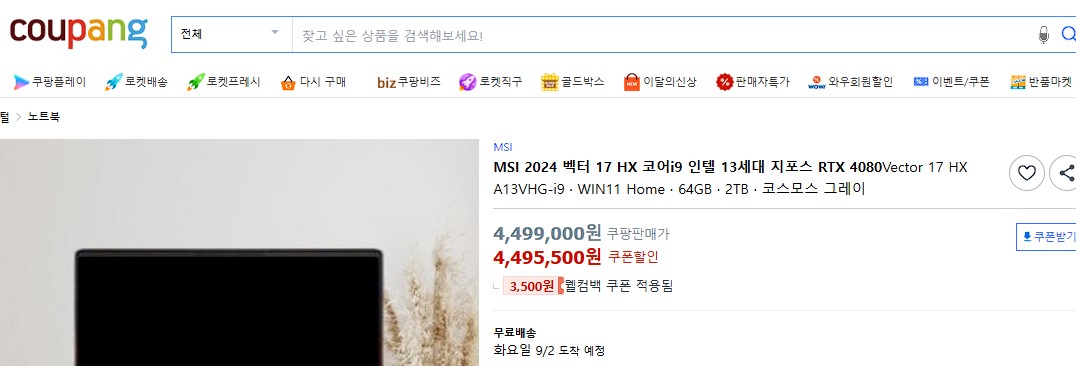 coupang
전체 찾고 싶은 상품을 검색해보세요!
쿠팡플레이 로켓배송 로켓프레시 다시 구매 biz 쿠팡비즈 로켓직구 골드박스 NEW 이달의신상 판매자특가 WOW! 와우회원할인 이벤트/쿠폰 반품마켓
털 > 노트북
MSI
MSI 2024 벡터 17 HX 코어i9 인텔 13세대 지포스 RTX 4080Vector 17 HX
A13VHG-i9 · WIN11 Home · 64GB · 2TB · 코스모스 그레이
4,499,000원 쿠팡판매가
쿠폰받기
4,495,500원 쿠폰할인
3,500원 웰컴백 쿠폰 적용됨
무료배송
화요일 9/2 도착 예정